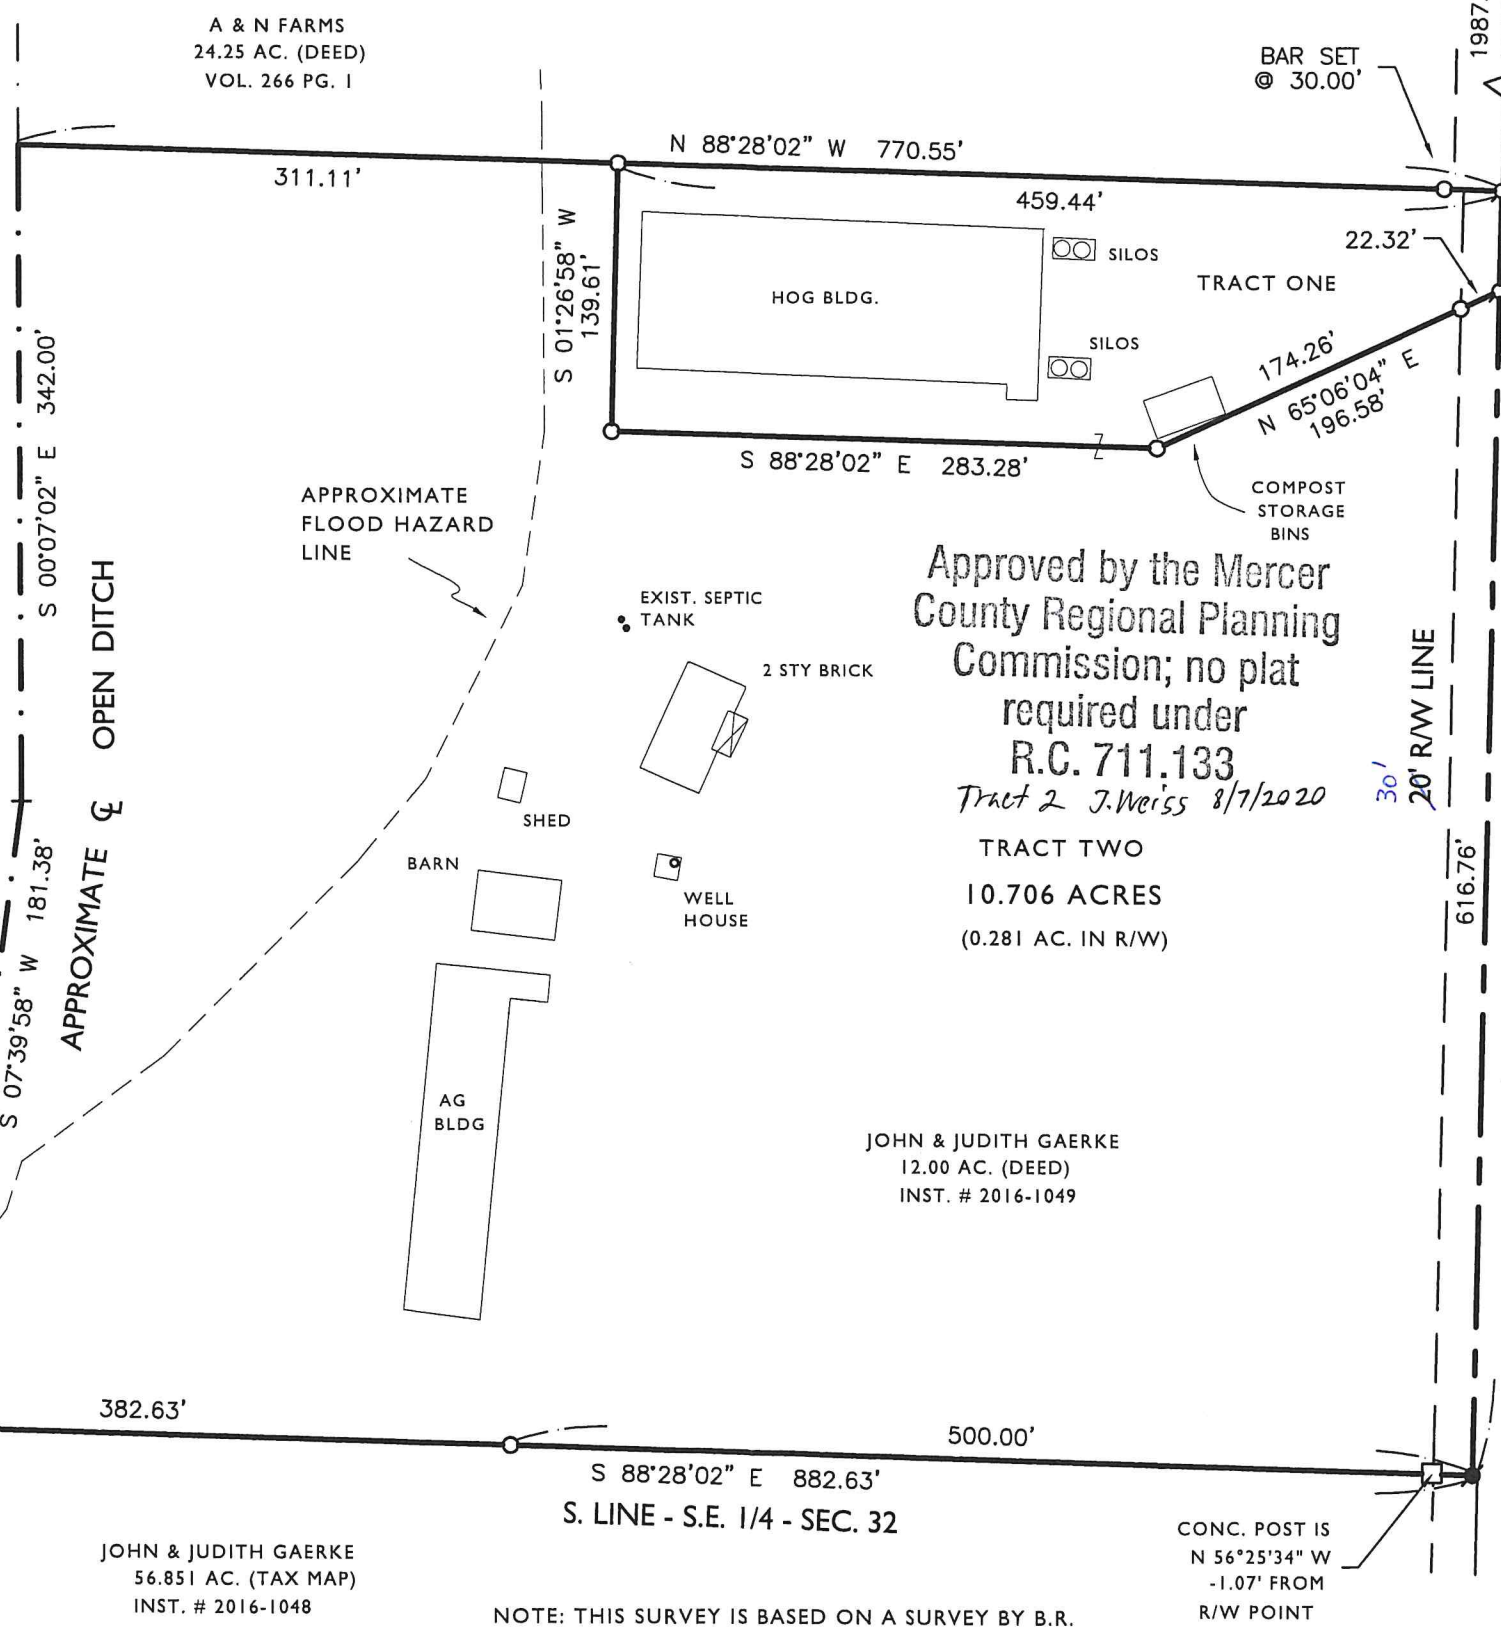 A & N FARMS
24.25 AC. (DEED)
VOL. 266 PG. 1
BAR SET
@ 30.00'
1987.
N 88°28'02" W 770.55'
311.11'
459.44'
22.32'
S 01°26'58" W
139.61'
HOG BLDG.
SILOS
TRACT ONE
SILOS
174.26'
N 65°06'04" E
196.58'
S 88°28'02" E 283.28'
COMPOST
STORAGE
BINS
S 00°07'02" E 342.00'
APPROXIMATE
FLOOD HAZARD
LINE
APPROXIMATE ℄ OPEN DITCH
EXIST. SEPTIC
TANK
2 STY BRICK
Approved by the Mercer
County Regional Planning
Commission; no plat
required under
R.C. 711.133
Tract 2 J. Weiss 8/7/2020
30'
20' R/W LINE
SHED
BARN
WELL
HOUSE
TRACT TWO
10.706 ACRES
(0.281 AC. IN R/W)
616.76'
S 07°39'58" W 181.38'
AG
BLDG
JOHN & JUDITH GAERKE
12.00 AC. (DEED)
INST. # 2016-1049
382.63'
500.00'
S 88°28'02" E 882.63'
S. LINE - S.E. 1/4 - SEC. 32
CONC. POST IS
N 56°25'34" W
-1.07' FROM
R/W POINT
JOHN & JUDITH GAERKE
56.851 AC. (TAX MAP)
INST. # 2016-1048
NOTE: THIS SURVEY IS BASED ON A SURVEY BY B.R.